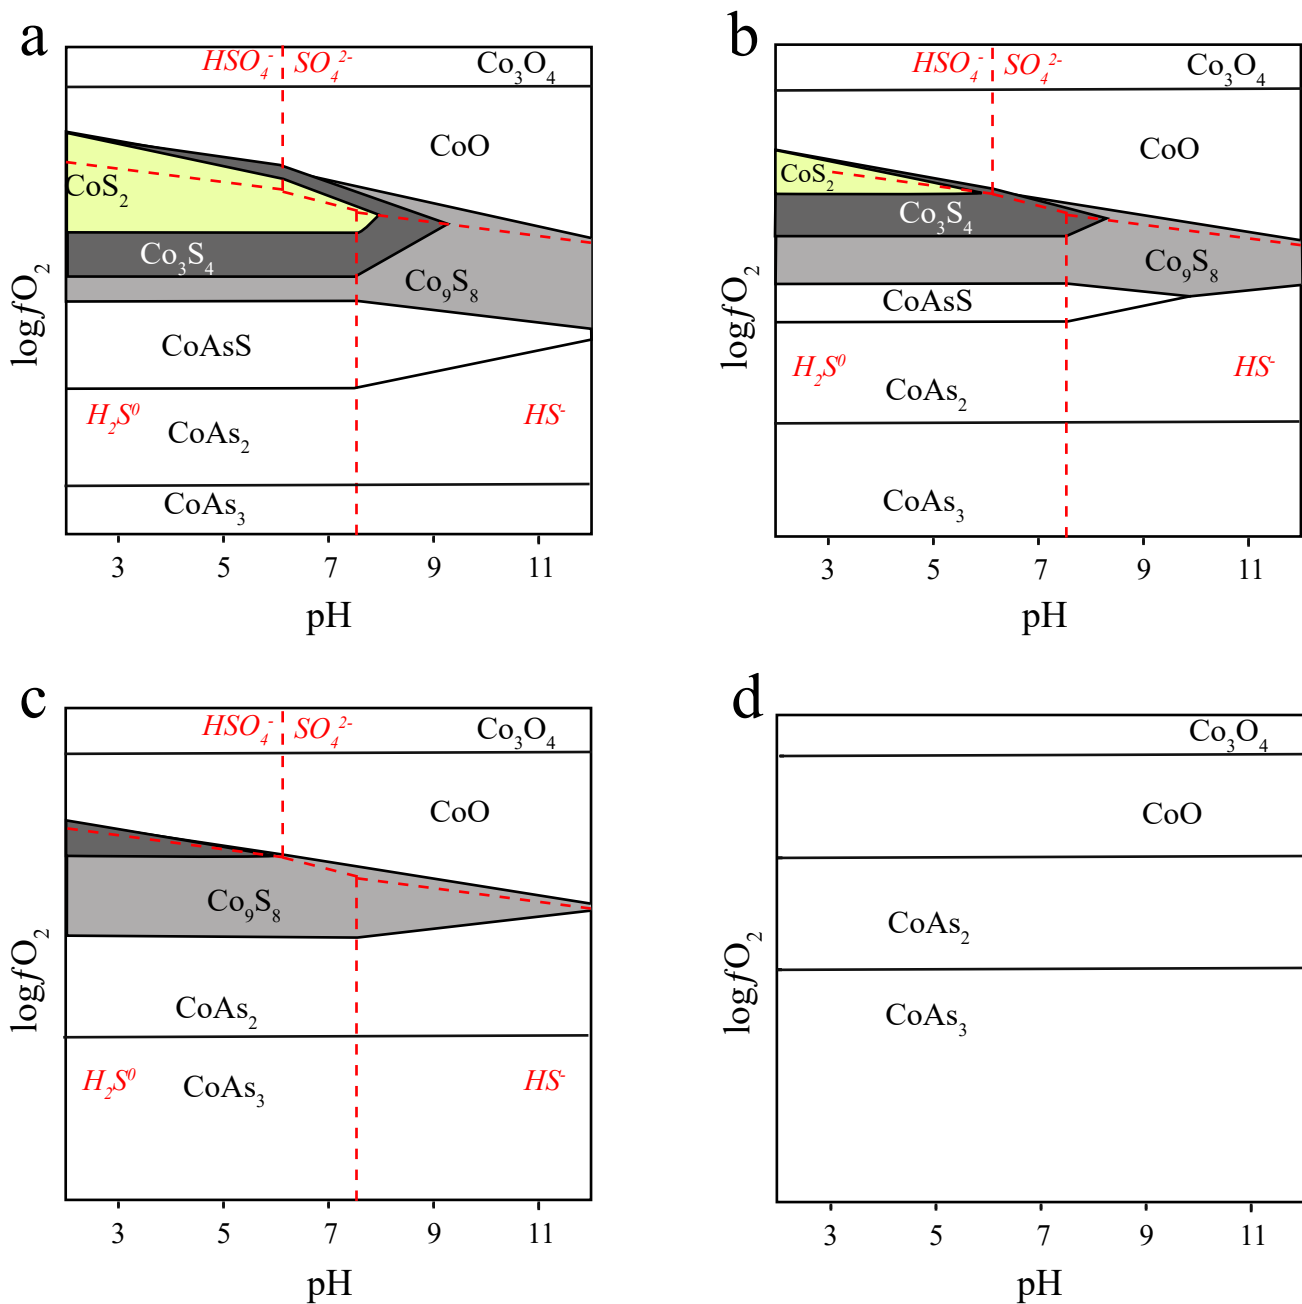 a
HSO₄⁻ SO₄²⁻ Co₃O₄
CoO
CoS₂
Co₃S₄
Co₉S₈
CoAsS
H₂S⁰ HS⁻
CoAs₂
CoAs₃
logfO₂
3 5 7 9 11
pH
b
HSO₄⁻ SO₄²⁻ Co₃O₄
CoO
CoS₂
Co₃S₄
Co₉S₈
CoAsS
H₂S⁰ HS⁻
CoAs₂
CoAs₃
logfO₂
3 5 7 9 11
pH
c
HSO₄⁻ SO₄²⁻ Co₃O₄
CoO
Co₉S₈
CoAs₂
H₂S⁰ HS⁻
CoAs₃
logfO₂
3 5 7 9 11
pH
d
Co₃O₄
CoO
CoAs₂
CoAs₃
logfO₂
3 5 7 9 11
pH